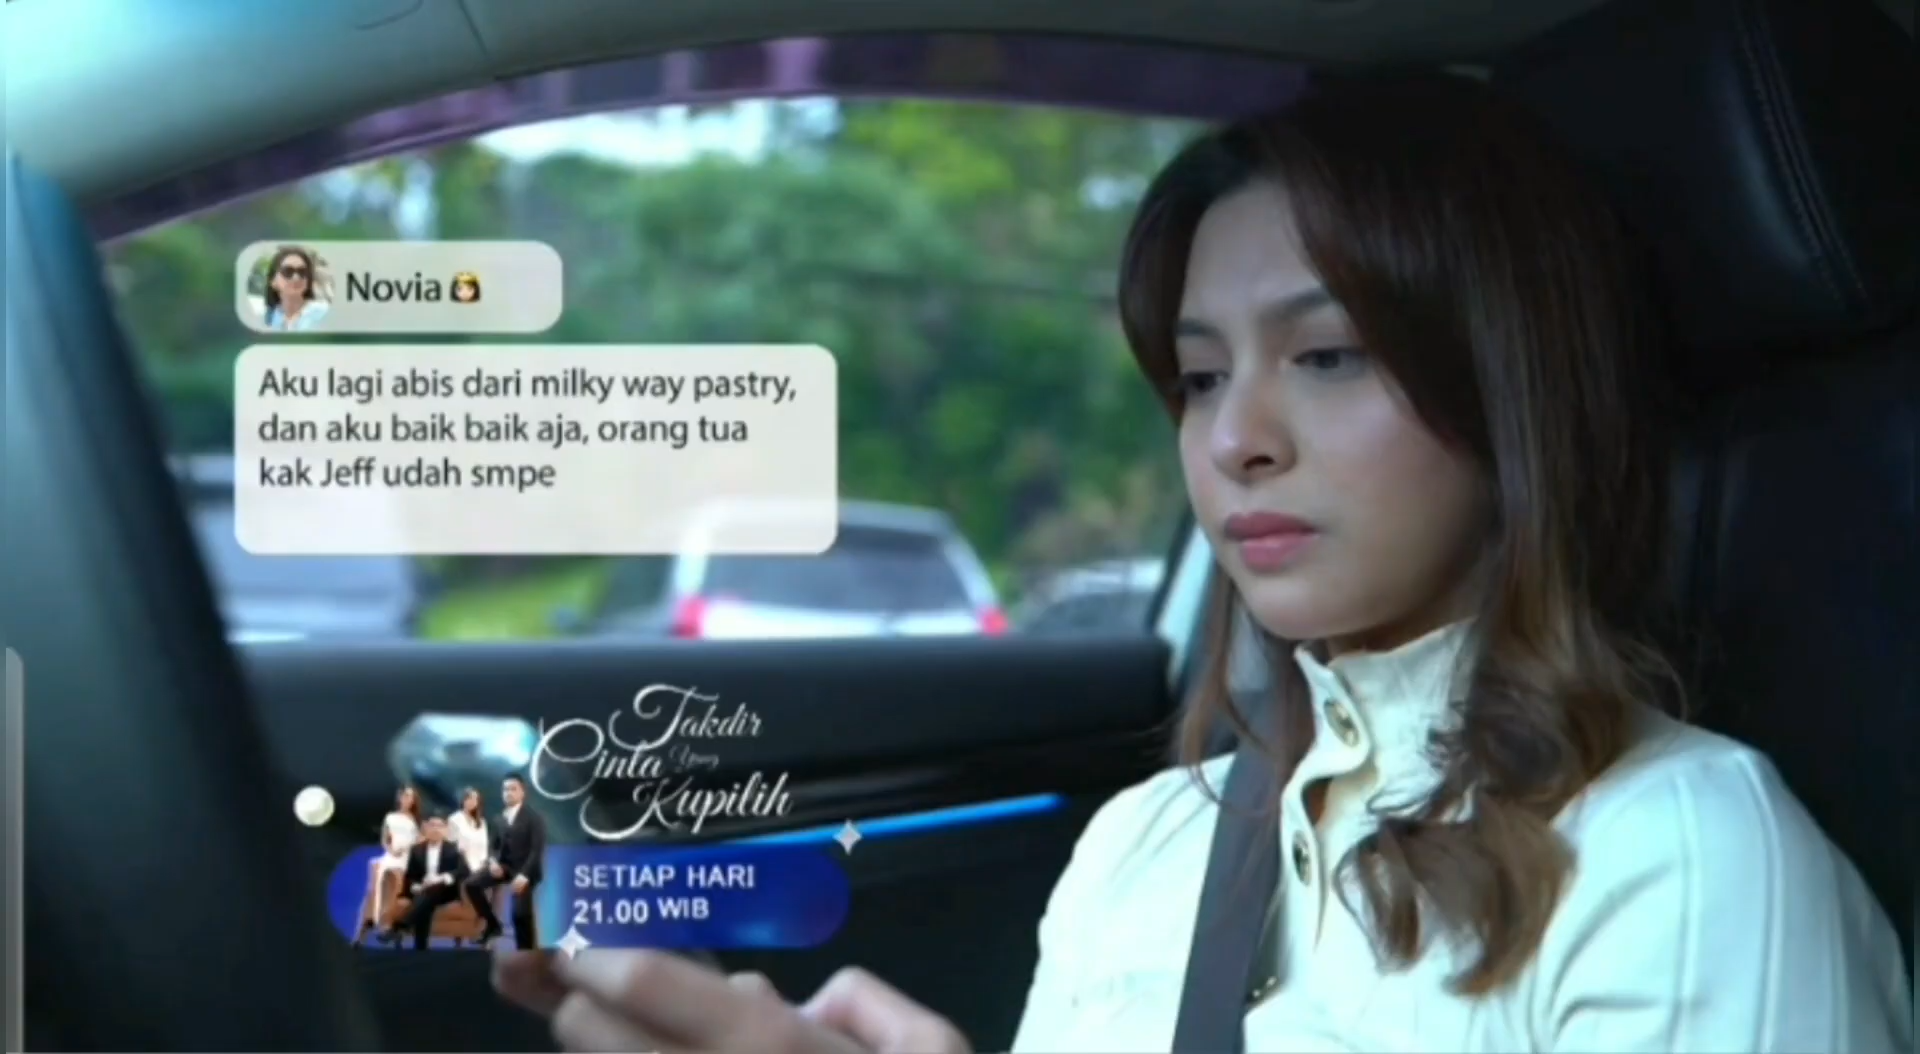 Novia
Aku lagi abis dari milky way pastry,
dan aku baik baik aja, orang tua
kak Jeff udah smpe
Takdir
Cinta Yang
Kupilih
SETIAP HARI
21.00 WIB